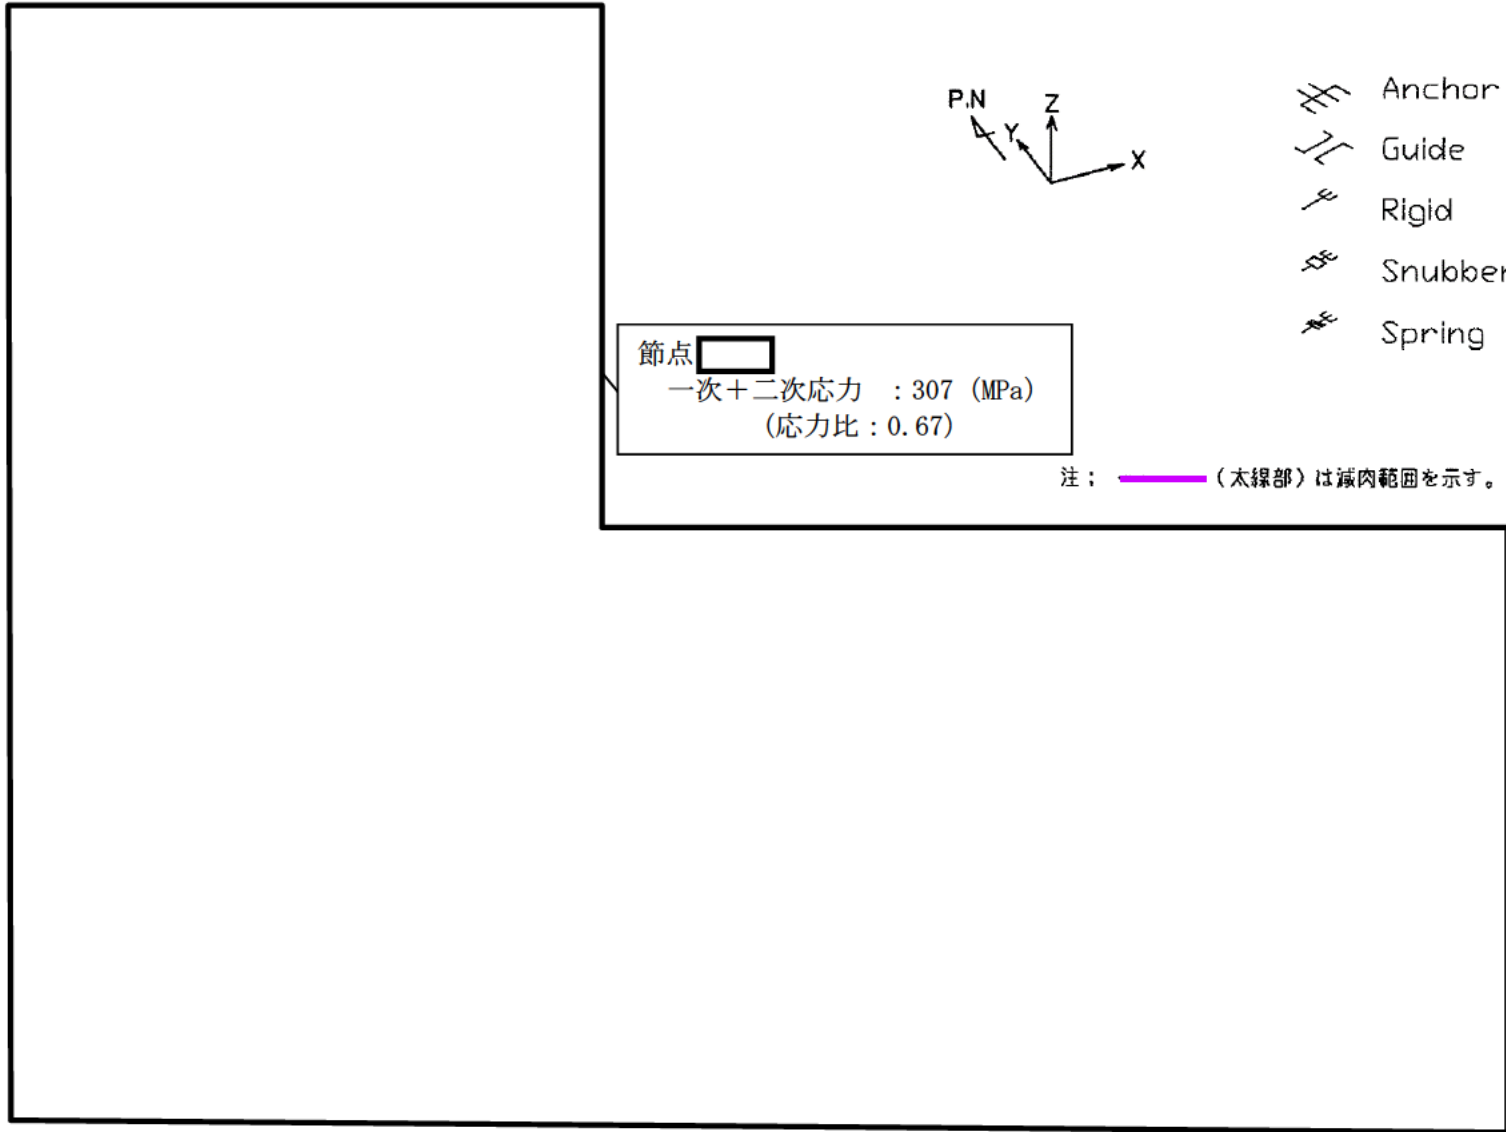 P.N
Z
Y
X
Anchor
Guide
Rigid
Snubber
Spring
節点
一次＋二次応力 : 307 (MPa)
(応力比 : 0.67)
注； （太線部）は減肉範囲を示す。